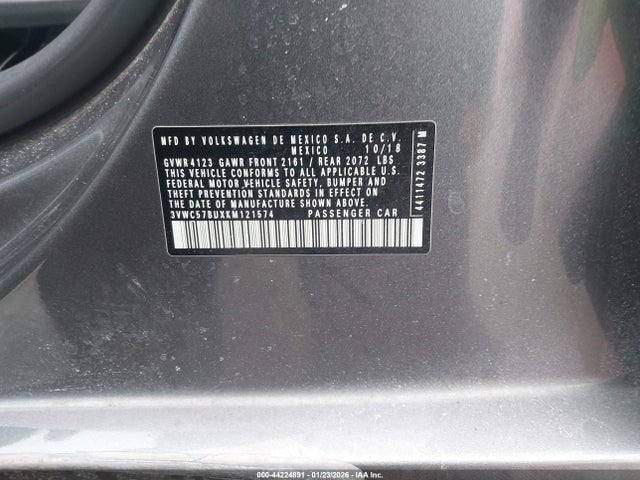 MFD BY VOLKSWAGEN DE MEXICO S.A. DE C.V.
MEXICO 10/18
GVWR 4123 GAWR FRONT 2161 / REAR 2072 LBS
THIS VEHICLE CONFORMS TO ALL APPLICABLE U.S.
FEDERAL MOTOR VEHICLE SAFETY, BUMPER AND
THEFT PREVENTION STANDARDS IN EFFECT ON
THE DATE OF MANUFACTURE SHOWN ABOVE.
3VWC57BUXKM121574 PASSENGER CAR
4411472 3387 M
000-44224891 - 01/23/2026 - IAA Inc.